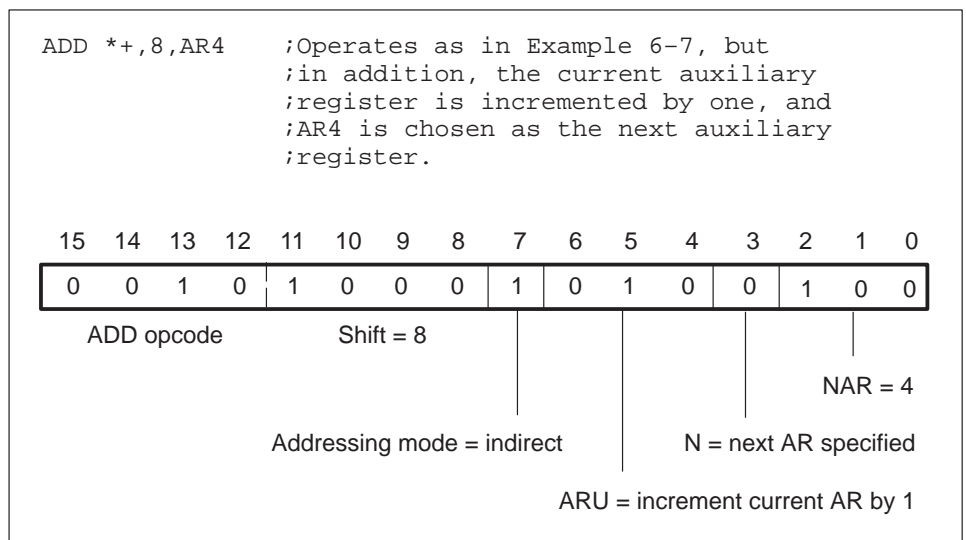 ADD *+,8,AR4 ;Operates as in Example 6–7, but
;in addition, the current auxiliary
;register is incremented by one, and
;AR4 is chosen as the next auxiliary
;register.
15 14 13 12 11 10 9 8 7 6 5 4 3 2 1 0
0 0 1 0 1 0 0 0 1 0 1 0 0 1 0 0
ADD opcode Shift = 8
NAR = 4
Addressing mode = indirect N = next AR specified
ARU = increment current AR by 1